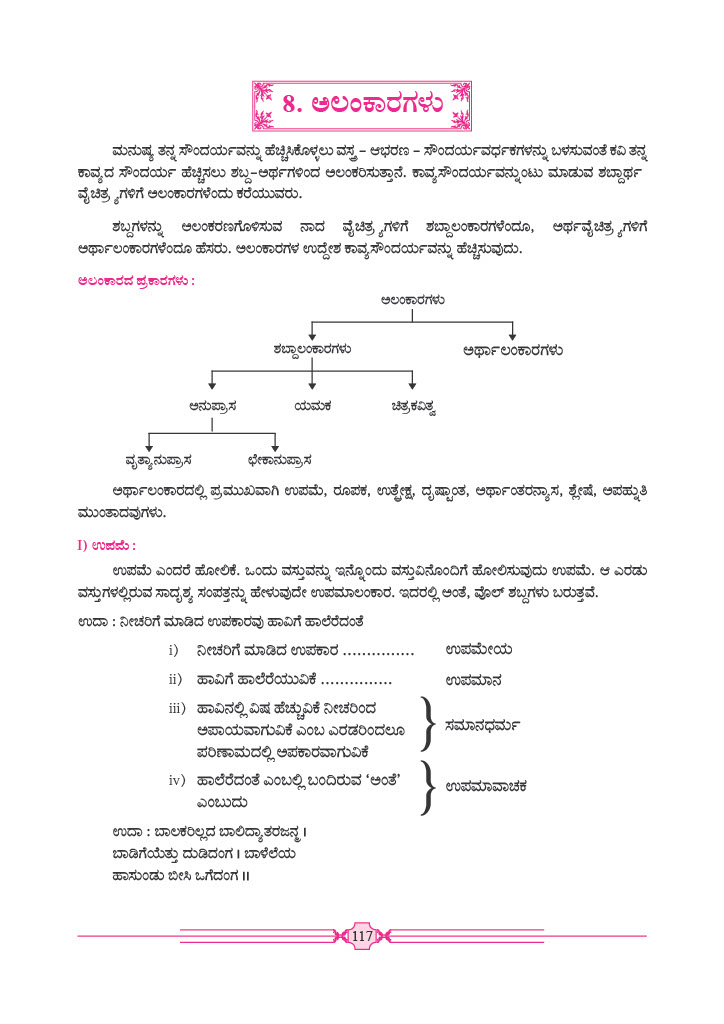 8. ಅಲಂಕಾರಗಳು
ಮನುಷ್ಯ ತನ್ನ ಸೌಂದರ್ಯವನ್ನು ಹೆಚ್ಚಿಸಿಕೊಳ್ಳಲು ವಸ್ತ್ರ – ಆಭರಣ – ಸೌಂದರ್ಯವರ್ಧಕಗಳನ್ನು ಬಳಸುವಂತೆ ಕವಿ ತನ್ನ
ಕಾವ್ಯದ ಸೌಂದರ್ಯ ಹೆಚ್ಚಿಸಲು ಶಬ್ದ–ಅರ್ಥಗಳಿಂದ ಅಲಂಕರಿಸುತ್ತಾನೆ. ಕಾವ್ಯಸೌಂದರ್ಯವನ್ನುಂಟು ಮಾಡುವ ಶಬ್ದಾರ್ಥ
ವೈಚಿತ್ರ್ಯಗಳಿಗೆ ಅಲಂಕಾರಗಳೆಂದು ಕರೆಯುವರು.
ಶಬ್ದಗಳನ್ನು ಅಲಂಕರಣಗೊಳಿಸುವ ನಾದ ವೈಚಿತ್ರ್ಯಗಳಿಗೆ ಶಬ್ದಾಲಂಕಾರಗಳೆಂದೂ, ಅರ್ಥವೈಚಿತ್ರ್ಯಗಳಿಗೆ
ಅರ್ಥಾಲಂಕಾರಗಳೆಂದೂ ಹೆಸರು. ಅಲಂಕಾರಗಳ ಉದ್ದೇಶ ಕಾವ್ಯಸೌಂದರ್ಯವನ್ನು ಹೆಚ್ಚಿಸುವುದು.
ಅಲಂಕಾರದ ಪ್ರಕಾರಗಳು :
ಅಲಂಕಾರಗಳು
ಶಬ್ದಾಲಂಕಾರಗಳು ಅರ್ಥಾಲಂಕಾರಗಳು
ಅನುಪ್ರಾಸ ಯಮಕ ಚಿತ್ರಕವಿತ್ವ
ವೃತ್ಯಾನುಪ್ರಾಸ ಛೇಕಾನುಪ್ರಾಸ
ಅರ್ಥಾಲಂಕಾರದಲ್ಲಿ ಪ್ರಮುಖವಾಗಿ ಉಪಮೆ, ರೂಪಕ, ಉತ್ಪ್ರೇಕ್ಷ, ದೃಷ್ಟಾಂತ, ಅರ್ಥಾಂತರನ್ಯಾಸ, ಶ್ಲೇಷೆ, ಅಪಹ್ನುತಿ
ಮುಂತಾದವುಗಳು.
I) ಉಪಮೆ :
ಉಪಮೆ ಎಂದರೆ ಹೋಲಿಕೆ. ಒಂದು ವಸ್ತುವನ್ನು ಇನ್ನೊಂದು ವಸ್ತುವಿನೊಂದಿಗೆ ಹೋಲಿಸುವುದು ಉಪಮೆ. ಆ ಎರಡು
ವಸ್ತುಗಳಲ್ಲಿರುವ ಸಾದೃಶ್ಯ ಸಂಪತ್ತನ್ನು ಹೇಳುವುದೇ ಉಪಮಾಲಂಕಾರ. ಇದರಲ್ಲಿ ಅಂತೆ, ವೊಲ್ ಶಬ್ದಗಳು ಬರುತ್ತವೆ.
ಉದಾ : ನೀಚರಿಗೆ ಮಾಡಿದ ಉಪಕಾರವು ಹಾವಿಗೆ ಹಾಲೆರೆದಂತೆ
i) ನೀಚರಿಗೆ ಮಾಡಿದ ಉಪಕಾರ ............... ಉಪಮೇಯ
ii) ಹಾವಿಗೆ ಹಾಲೆರೆಯುವಿಕೆ ............... ಉಪಮಾನ
iii) ಹಾವಿನಲ್ಲಿ ವಿಷ ಹೆಚ್ಚುವಿಕೆ ನೀಚರಿಂದ
ಅಪಾಯವಾಗುವಿಕೆ ಎಂಬ ಎರಡರಿಂದಲೂ } ಸಮಾನಧರ್ಮ
ಪರಿಣಾಮದಲ್ಲಿ ಅಪಕಾರವಾಗುವಿಕೆ
iv) ಹಾಲೆರೆದಂತೆ ಎಂಬಲ್ಲಿ ಬಂದಿರುವ ‘ಅಂತೆ’ } ಉಪಮಾವಾಚಕ
ಎಂಬುದು
ಉದಾ : ಬಾಲಕರಿಲ್ಲದ ಬಾಲಿದ್ಯಾತರಜನ್ಮ ।
ಬಾಡಿಗೆಯೆತ್ತು ದುಡಿದಂಗ । ಬಾಳೆಲೆಯ
ಹಾಸುಂಡು ಬೀಸಿ ಒಗೆದಂಗ ॥
117